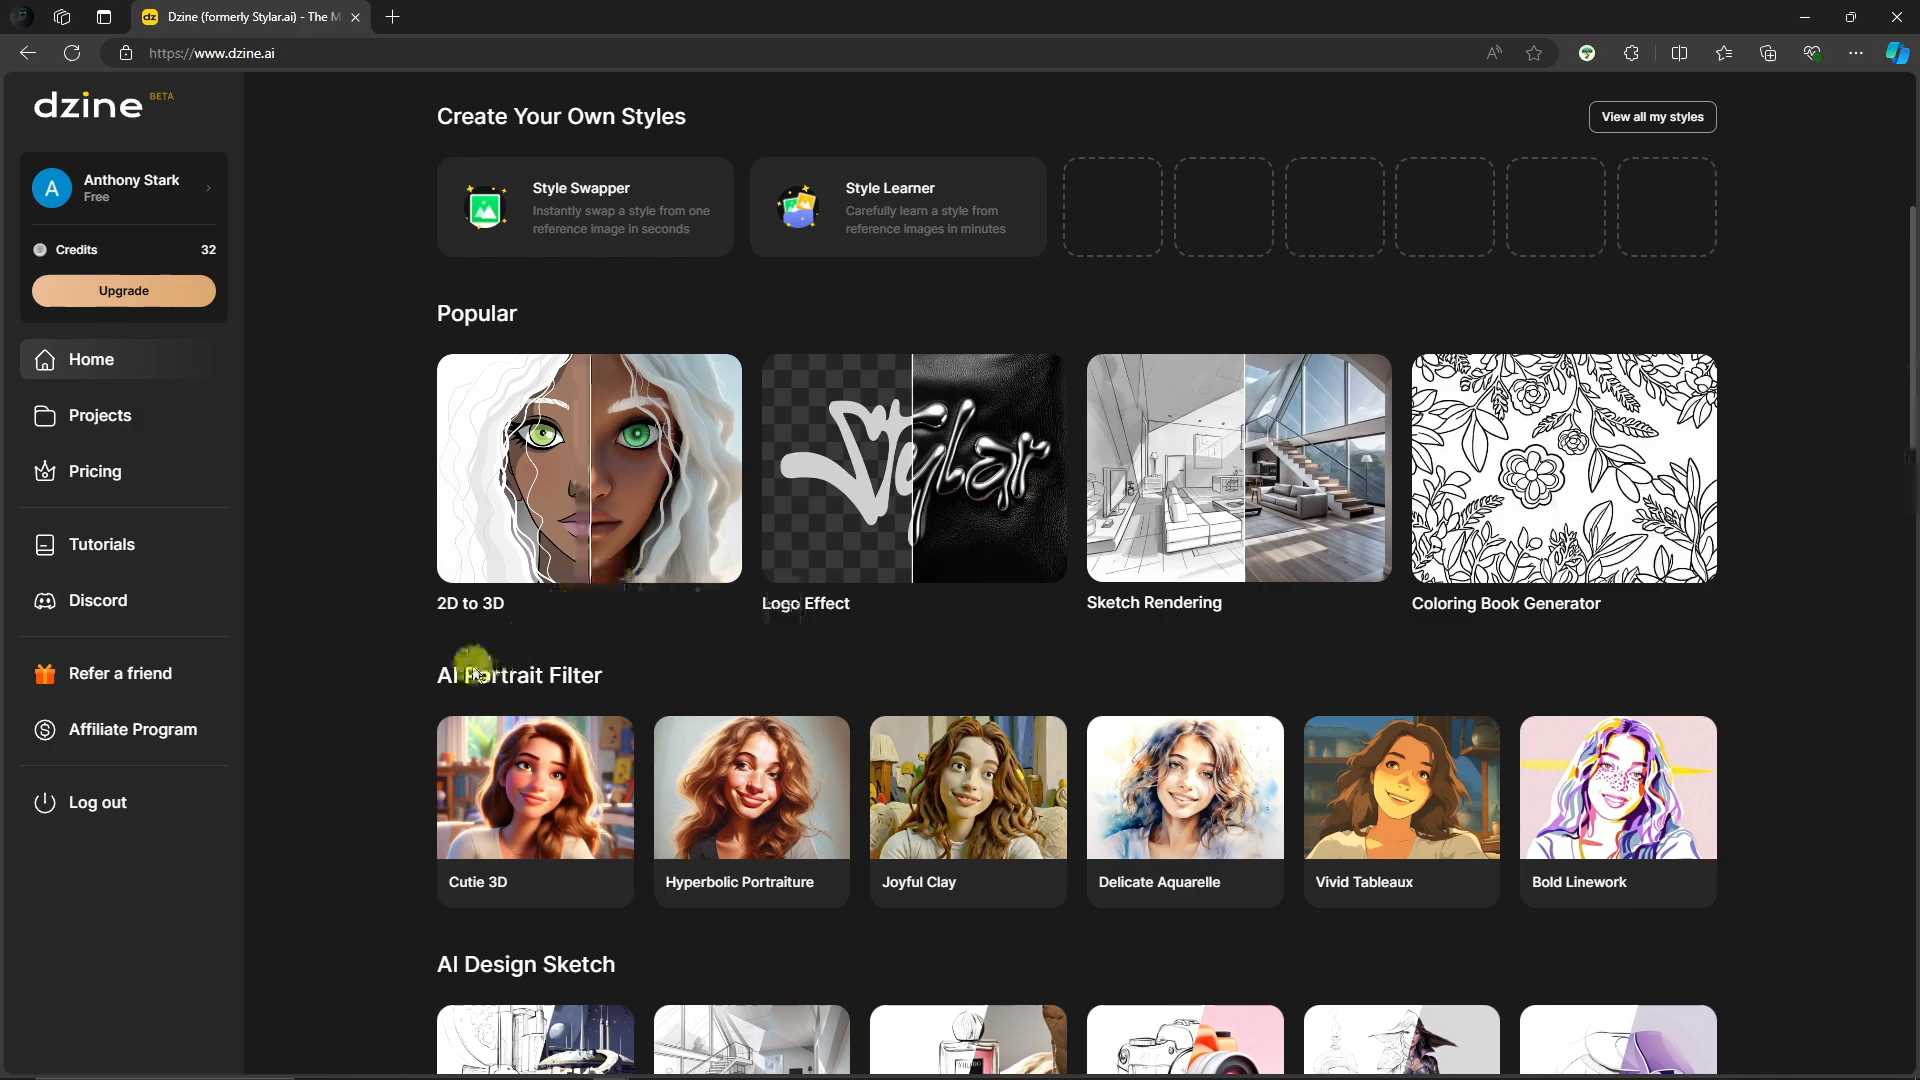 Dzine (formerly Stylar.ai) - The M
https://www.dzine.ai
dzine BETA
A
Anthony Stark
Free
Credits 32
Upgrade
Home
Projects
Pricing
Tutorials
Discord
Refer a friend
Affiliate Program
Log out
Create Your Own Styles
View all my styles
Style Swapper
Instantly swap a style from one
reference image in seconds
Style Learner
Carefully learn a style from
reference images in minutes
Popular
Stylar
2D to 3D
Logo Effect
Sketch Rendering
Coloring Book Generator
AI Portrait Filter
Cutie 3D
Hyperbolic Portraiture
Joyful Clay
Delicate Aquarelle
Vivid Tableaux
Bold Linework
AI Design Sketch